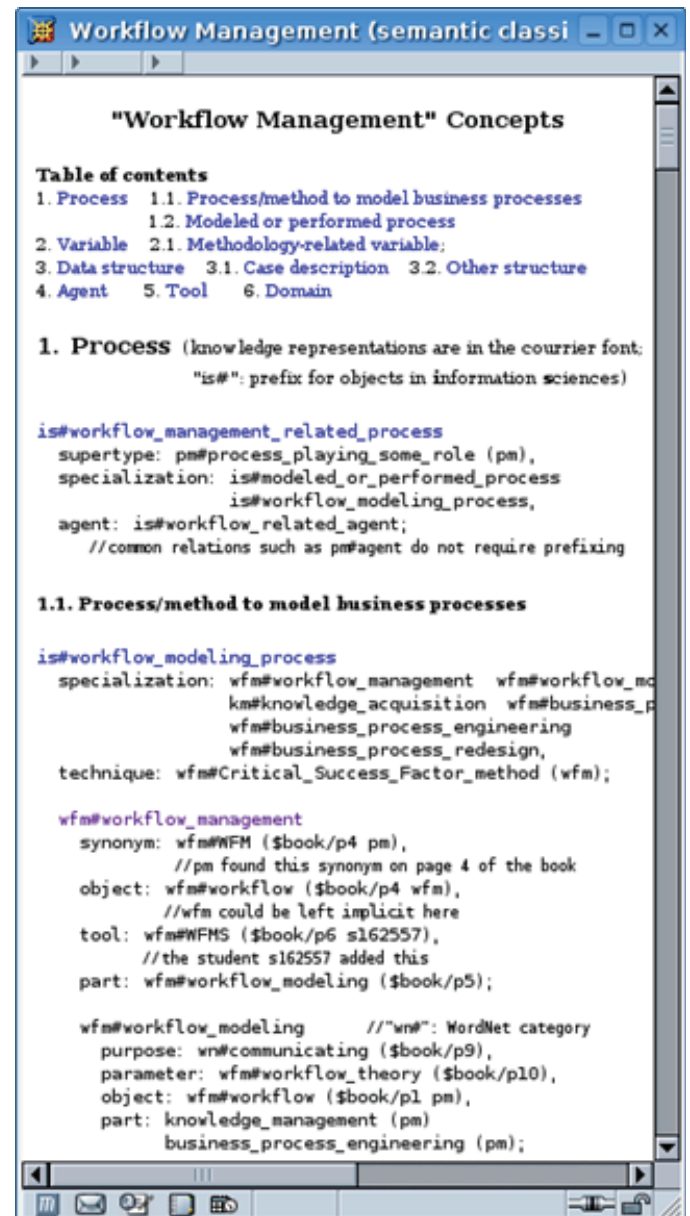 Workflow Management (semantic classi
"Workflow Management" Concepts
Table of contents
1. Process 1.1. Process/method to model business processes
1.2. Modeled or performed process
2. Variable 2.1. Methodology-related variable;
3. Data structure 3.1. Case description 3.2. Other structure
4. Agent 5. Tool 6. Domain
1. Process (knowledge representations are in the courrier font;
"is#": prefix for objects in information sciences)
is#workflow_management_related_process
supertype: pm#process_playing_some_role (pm),
specialization: is#modeled_or_performed_process
is#workflow_modeling_process,
agent: is#workflow_related_agent;
//common relations such as pm#agent do not require prefixing
1.1. Process/method to model business processes
is#workflow_modeling_process
specialization: wfm#workflow_management wfm#workflow_mo
km#knowledge_acquisition wfm#business_p
wfm#business_process_engineering
wfm#business_process_redesign,
technique: wfm#Critical_Success_Factor_method (wfm);
wfm#workflow_management
synonym: wfm#WFM ($book/p4 pm),
//pm found this synonym on page 4 of the book
object: wfm#workflow ($book/p4 wfm),
//wfm could be left implicit here
tool: wfm#WFMS ($book/p6 s162557),
//the student s162557 added this
part: wfm#workflow_modeling ($book/p5);
wfm#workflow_modeling //"wn#": WordNet category
purpose: wn#communicating ($book/p9),
parameter: wfm#workflow_theory ($book/p10),
object: wfm#workflow ($book/p1 pm),
part: knowledge_management (pm)
business_process_engineering (pm);